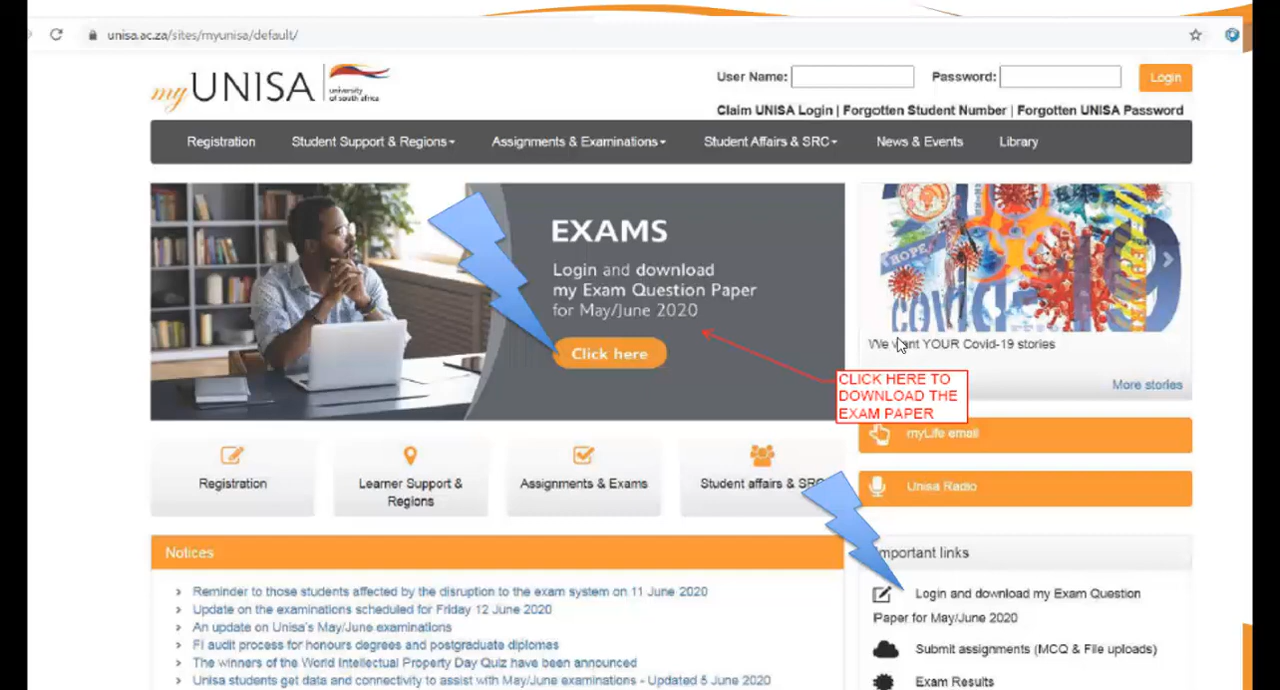 unisa.ac.za/sites/myunisa/default/
myUNISA university
of south africa
User Name: Password: Login
Claim UNISA Login | Forgotten Student Number | Forgotten UNISA Password
Registration Student Support & Regions Assignments & Examinations Student Affairs & SRC News & Events Library
EXAMS
Login and download
my Exam Question Paper
for May/June 2020
Click here
HOPE
covid-19
We want YOUR Covid-19 stories
More stories
CLICK HERE TO
DOWNLOAD THE
EXAM PAPER
myLife email
Unisa Radio
Registration
Learner Support &
Regions
Assignments & Exams
Student affairs & SRC
Notices
Reminder to those students affected by the disruption to the exam system on 11 June 2020
Update on the examinations scheduled for Friday 12 June 2020
An update on Unisa's May/June examinations
FI audit process for honours degrees and postgraduate diplomas
The winners of the World Intellectual Property Day Quiz have been announced
Unisa students get data and connectivity to assist with May/June examinations - Updated 5 June 2020
Important links
Login and download my Exam Question
Paper for May/June 2020
Submit assignments (MCQ & File uploads)
Exam Results